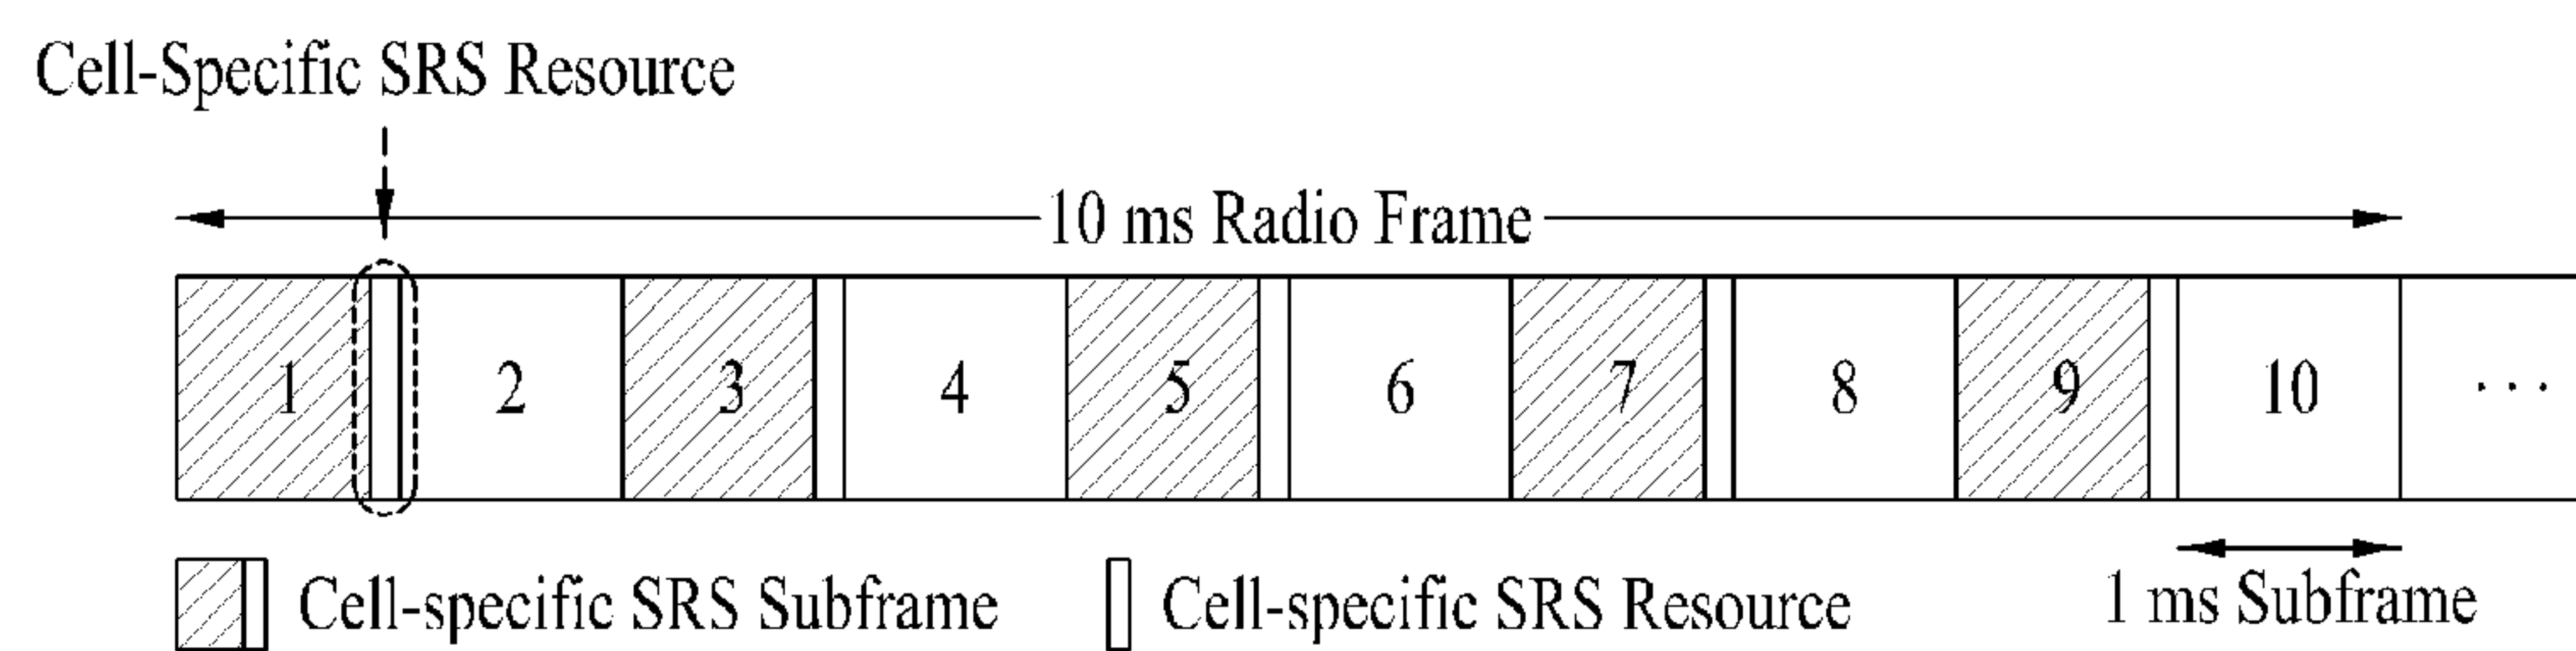 Cell-Specific SRS Resource
10 ms Radio Frame
1 2 3 4 5 6 7 8 9 10 ...
Cell-specific SRS Subframe
Cell-specific SRS Resource
1 ms Subframe